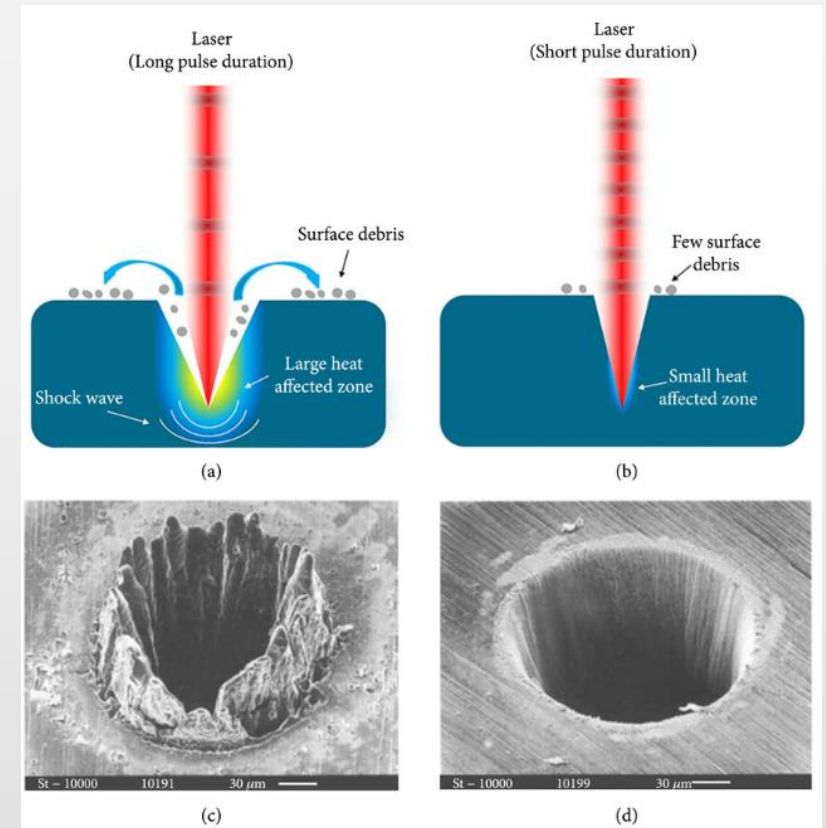 Laser
(Long pulse duration)
Surface debris
Large heat
affected zone
Shock wave
(a)
Laser
(Short pulse duration)
Few surface
debris
Small heat
affected zone
(b)
St – 10000 10191 30 μm
(c)
St – 10000 10199 30 μm
(d)